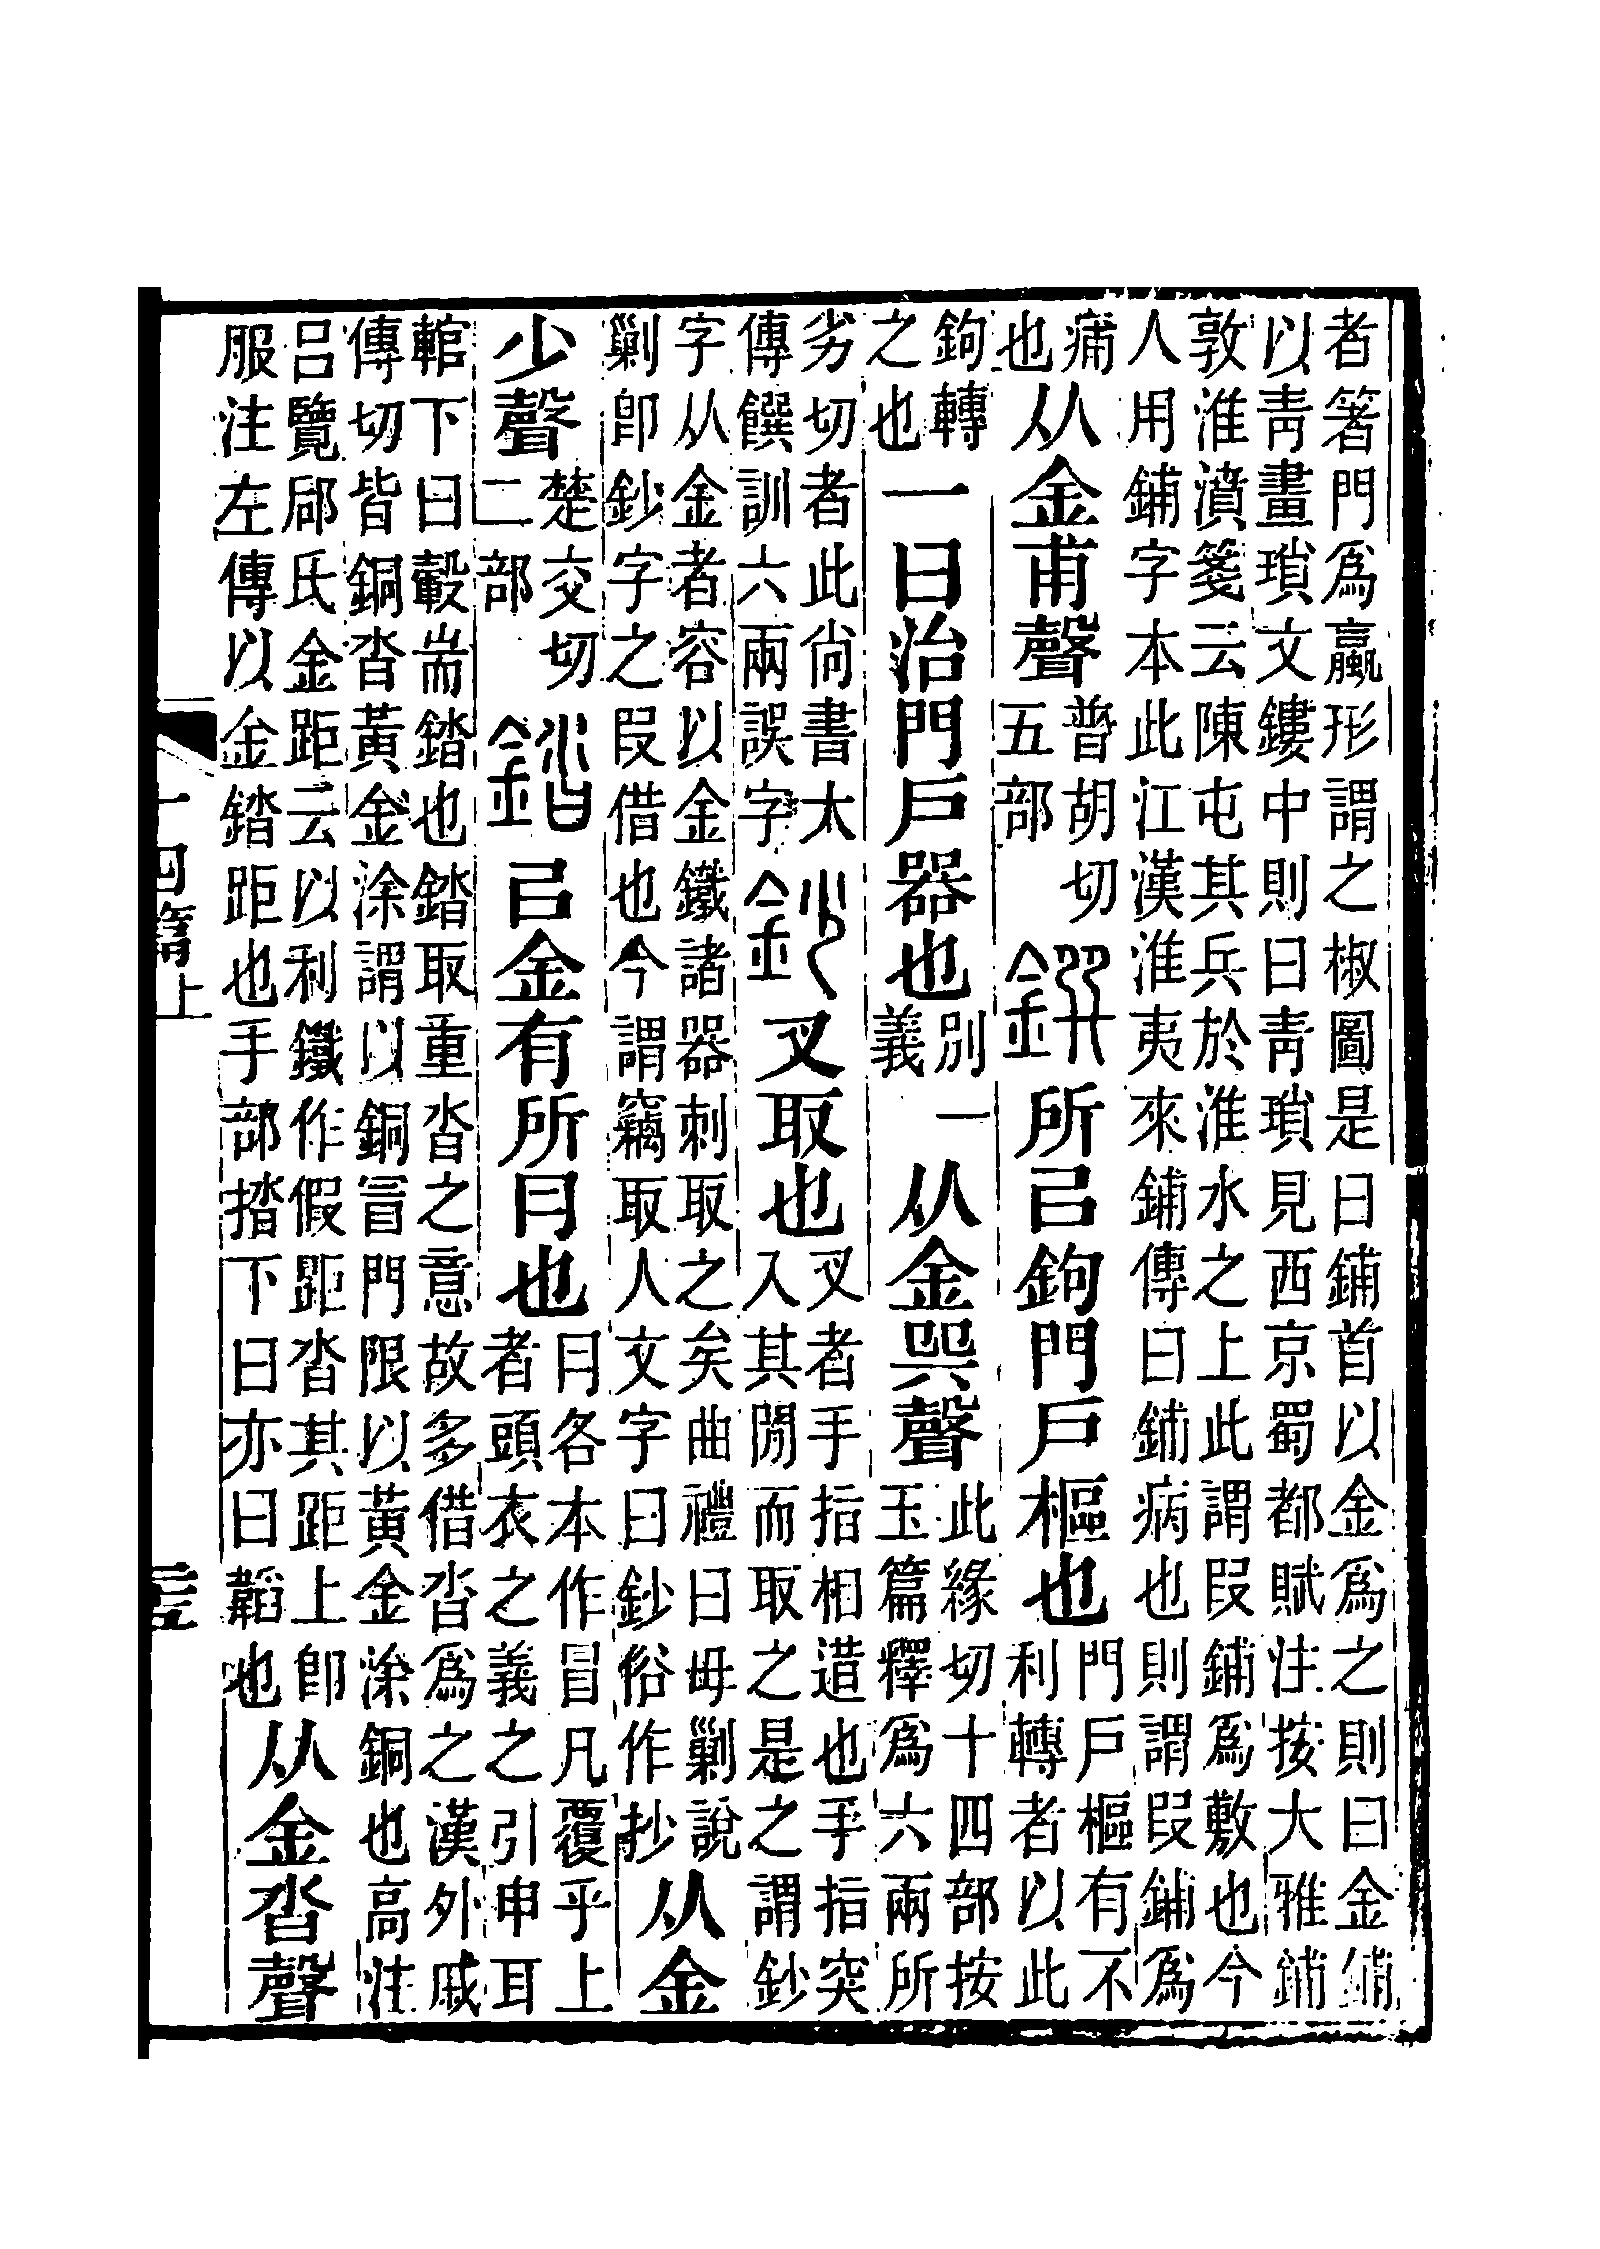 者箸門爲蠃形謂之椒圖是曰鋪首以金爲之則曰金鋪
以青畫瑣文鏤中則曰青瑣見西京蜀都賦注按大雅鋪
敦淮濆箋云陳屯其兵於淮水之上此謂叚鋪爲敷也今
人用鋪字本此江漢淮夷來鋪傳曰鋪病也則謂叚鋪爲
痡也从金甫聲普胡切五部鐉所㠯鉤門戶樞也門戶樞有不利轉者以此
鉤轉之也一曰治門戶器也別義一从金巽聲此緣切十四部按玉篇釋爲六兩所
劣切者此尙書大傳饌訓六兩誤字鈔叉取也叉者手指相逪也手指突入其閒而取之是之謂鈔
字从金者容以金鐵諸器刺取之矣曲禮曰毋剿說剿卽鈔字之叚借也今謂竊取人文字曰鈔俗作抄从金
少聲楚交切二部錔㠯金有所冃也冃各本作冒凡覆乎上者頭衣之義之引申耳
輨下曰轂耑錔也錔取重沓之意故多借沓爲之漢外戚
傳切皆銅沓黃金涂謂以銅冒門限以黃金涂銅也高注
呂覽郈氏金距云以利鐵作假距沓其距上卽服注左傳以金錔距也手部㧺下曰亦曰韜也从金沓聲
十四篇上